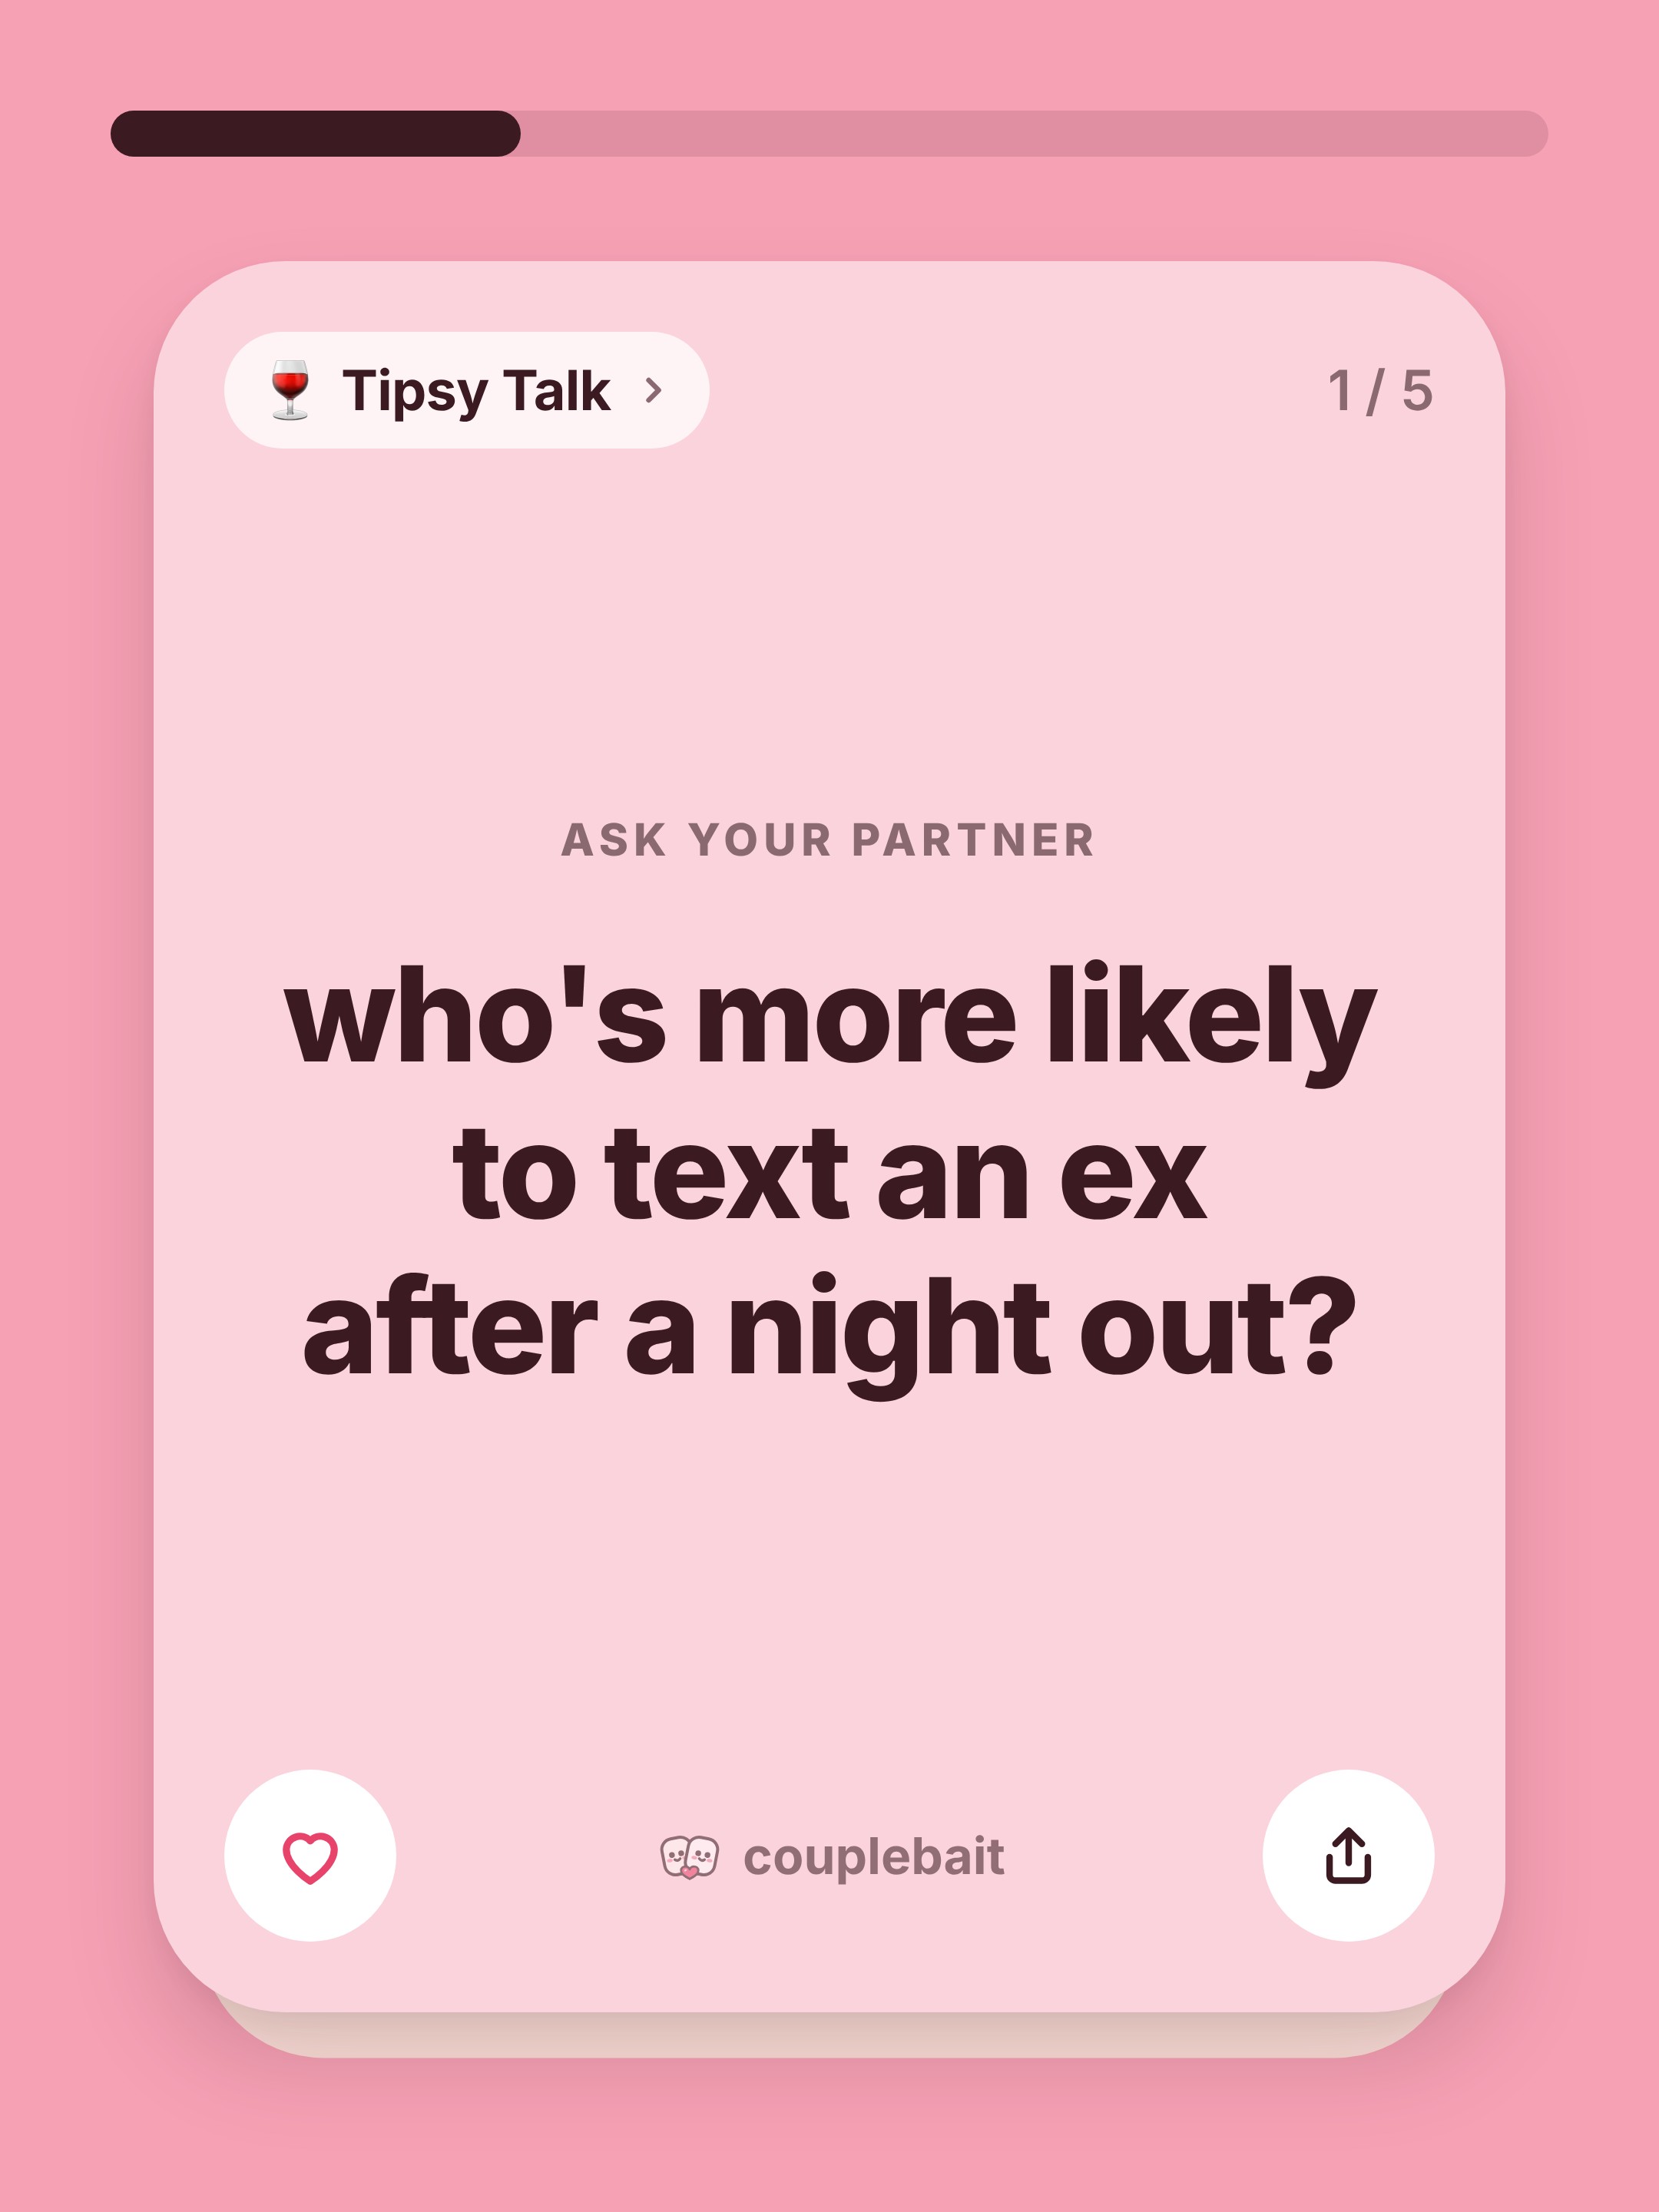 Tipsy Talk
1 / 5
ASK YOUR PARTNER
who's more likely
to text an ex
after a night out?
couplebait